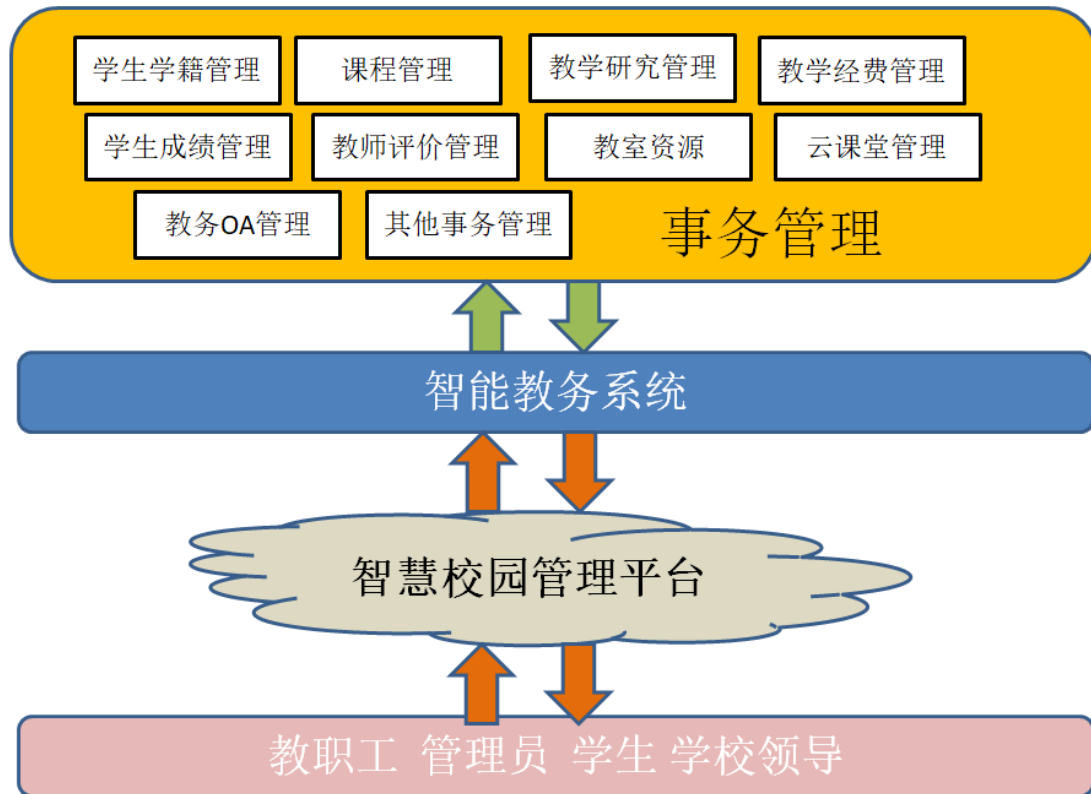 学生学籍管理 课程管理 教学研究管理 教学经费管理
学生成绩管理 教师评价管理 教室资源 云课堂管理
教务OA管理 其他事务管理 事务管理
智能教务系统
智慧校园管理平台
教职工 管理员 学生 学校领导